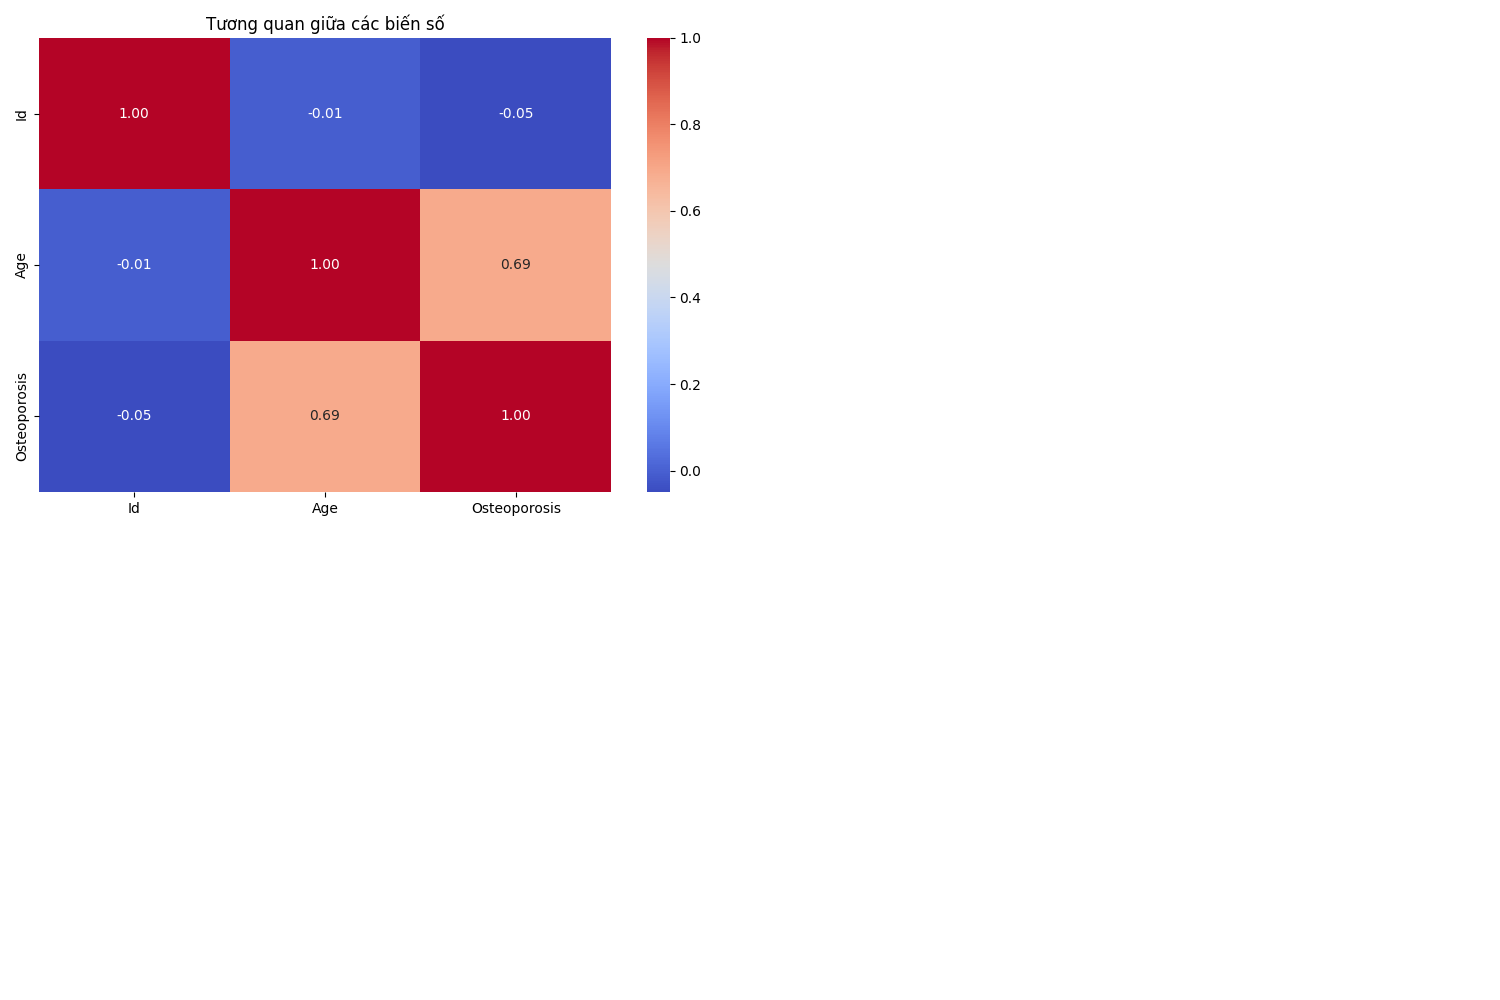 Tương quan giữa các biến số
Id
1.00
-0.01
-0.05
Age
-0.01
1.00
0.69
Osteoporosis
-0.05
0.69
1.00
Id
Age
Osteoporosis
1.0
0.8
0.6
0.4
0.2
0.0